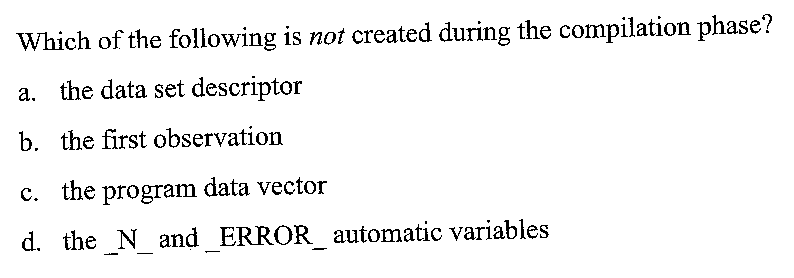 Which of the following is not created during the compilation phase?
a. the data set descriptor
b. the first observation
c. the program data vector
d. the _N_ and _ERROR_ automatic variables